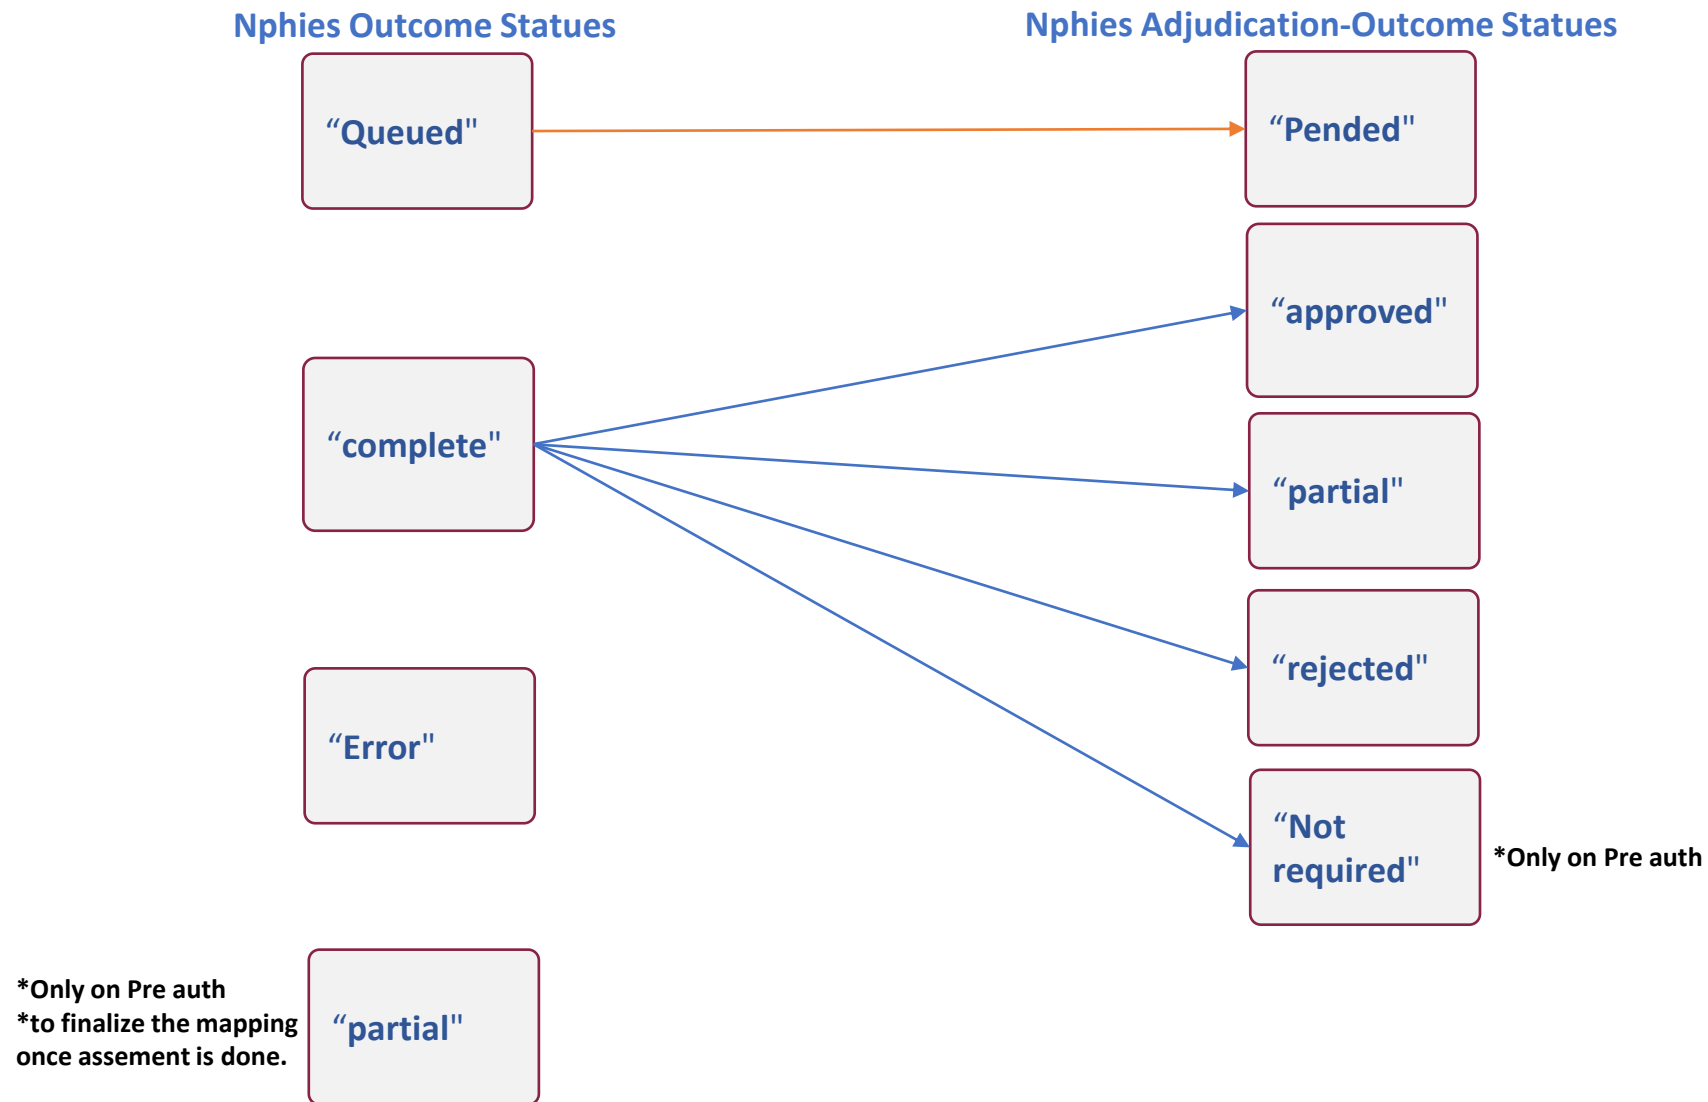 Nphies Outcome Statues
Nphies Adjudication-Outcome Statues
“Queued"
“Pended"
“approved"
“complete"
“partial"
“rejected"
“Error"
“Not
required"
*Only on Pre auth
*Only on Pre auth
*to finalize the mapping
once assement is done.
“partial"